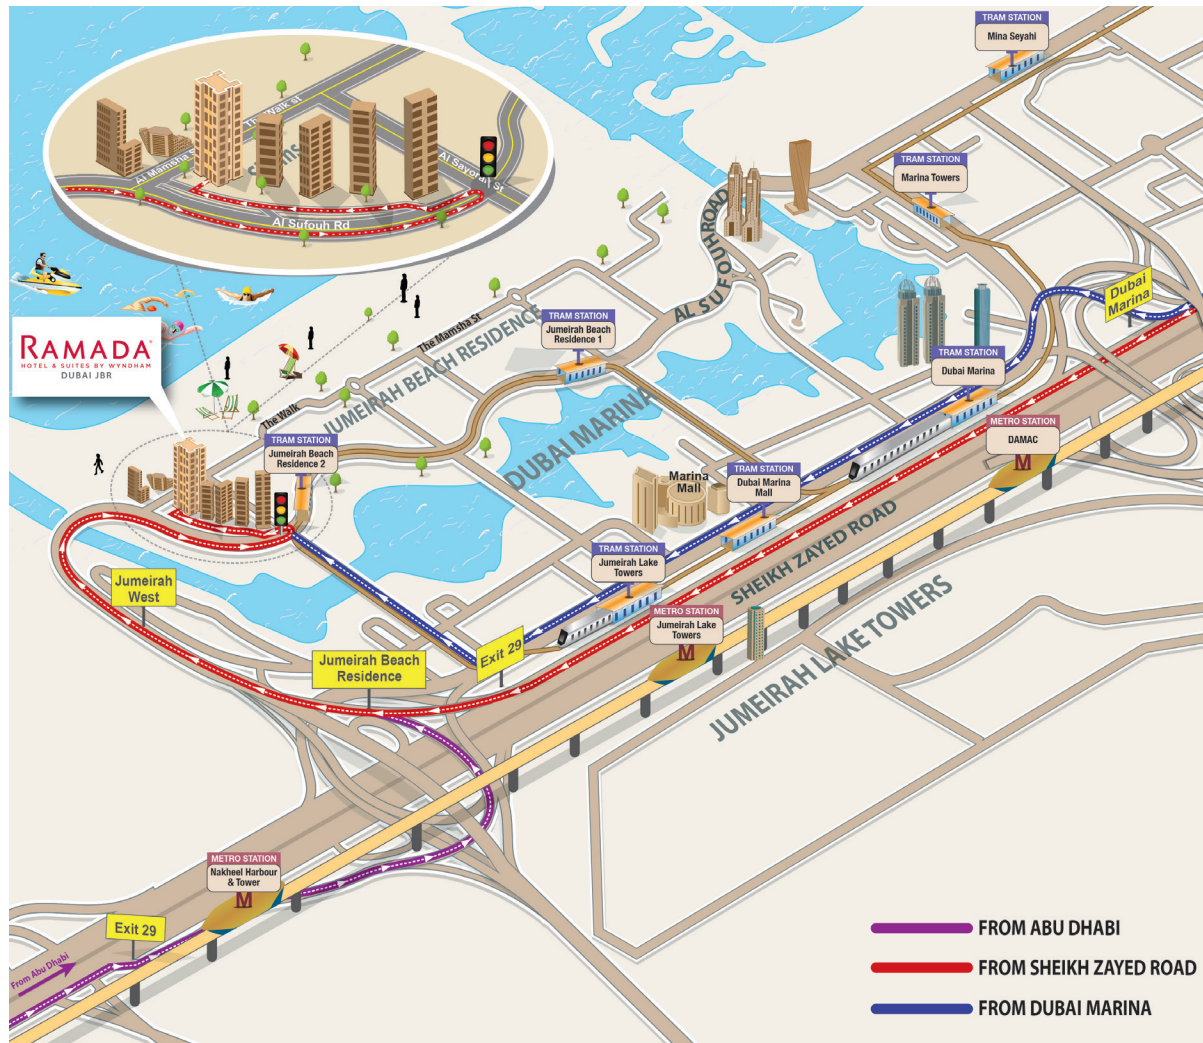 TRAM STATION
Mina Seyahi
The Walk st
Al Mamsha S
Al Sayorah St
Al Sufouh Rd
TRAM STATION
Marina Towers
AL SUFOUH ROAD
Dubai
Marina
RAMADA
HOTEL & SUITES BY WYNDHAM
DUBAI JBR
TRAM STATION
Jumeirah Beach
Residence 1
The Mamsha St
JUMEIRAH BEACH RESIDENCE
The Walk
TRAM STATION
Dubai Marina
DUBAI MARINA
METRO STATION
DAMAC
M
TRAM STATION
Jumeirah Beach
Residence 2
Marina
Mall
TRAM STATION
Dubai Marina
Mall
SHEIKH ZAYED ROAD
TRAM STATION
Jumeirah Lake
Towers
Jumeirah
West
METRO STATION
Jumeirah Lake
Towers
M
JUMEIRAH LAKE TOWERS
Exit 29
Jumeirah Beach
Residence
METRO STATION
Nakheel Harbour
& Tower
M
Exit 29
From Abu Dhabi
FROM ABU DHABI
FROM SHEIKH ZAYED ROAD
FROM DUBAI MARINA